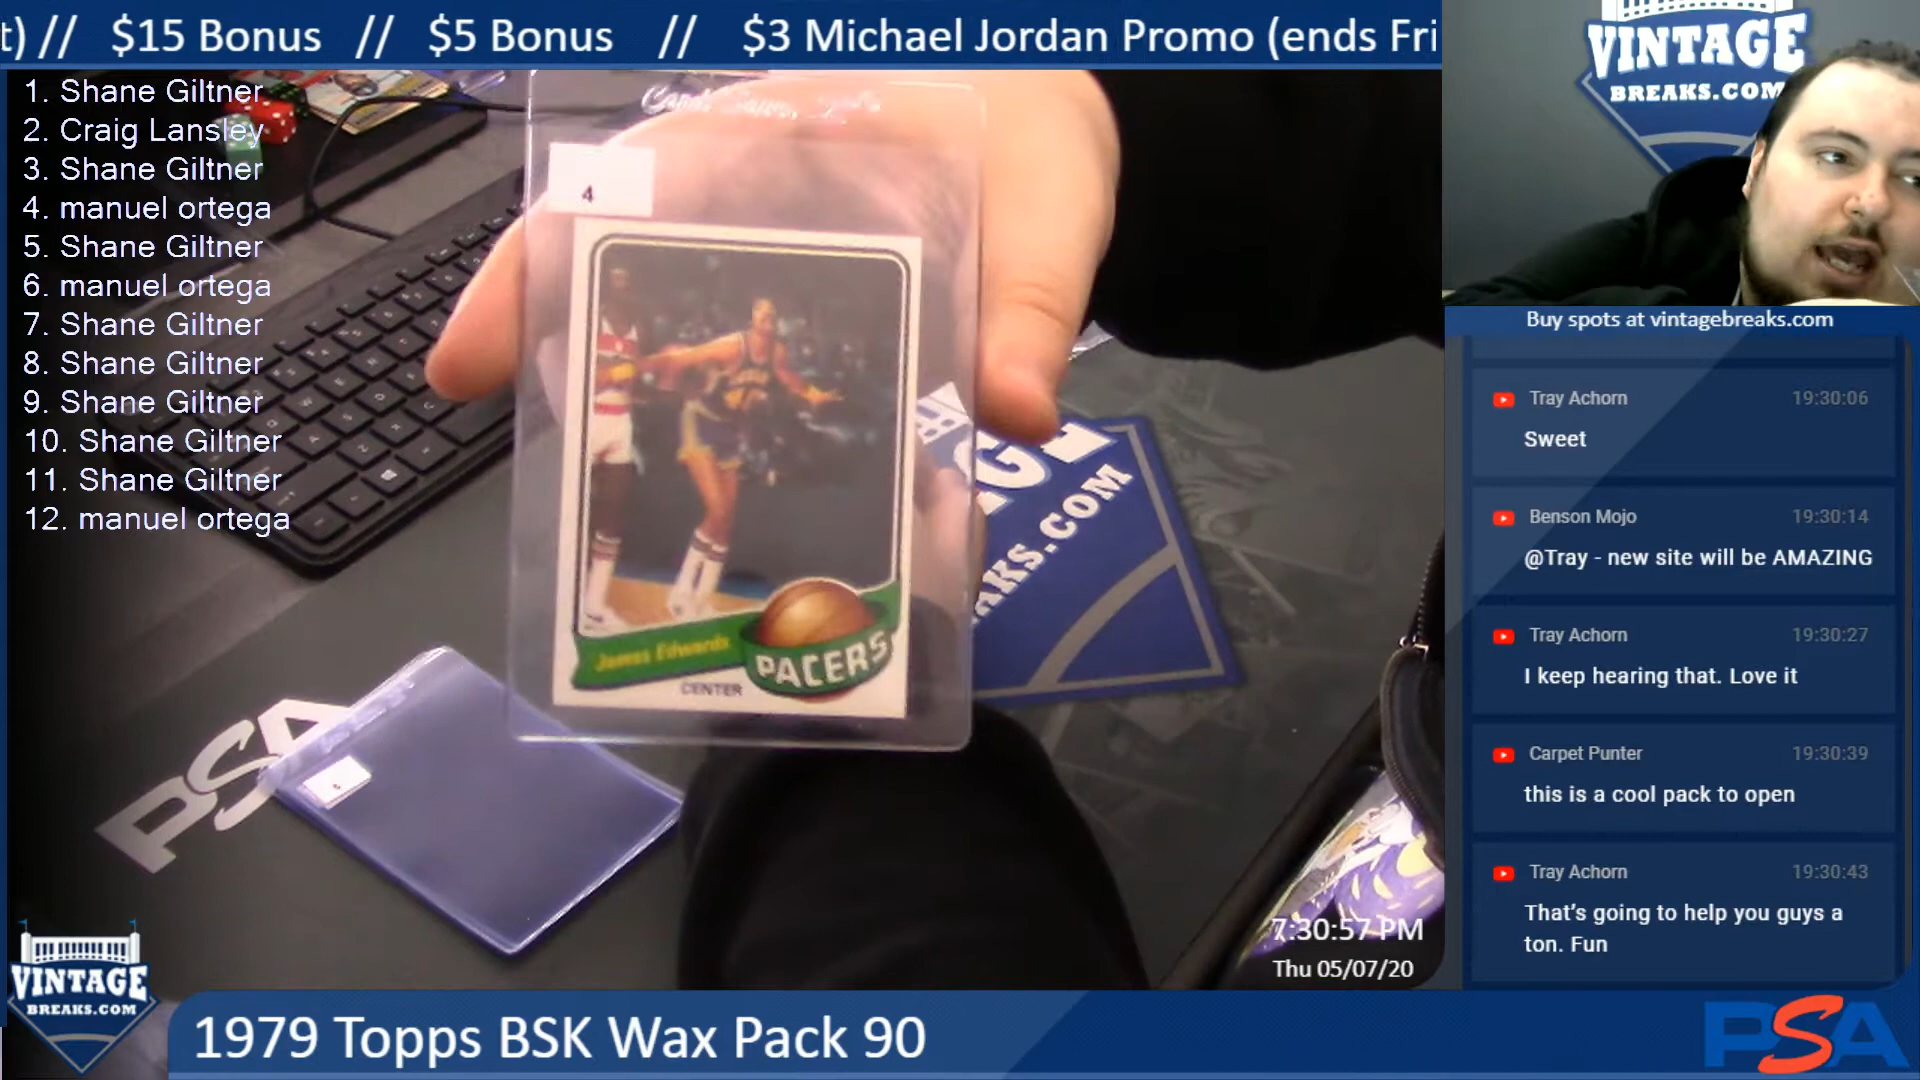 t) // $15 Bonus // $5 Bonus // $3 Michael Jordan Promo (ends Fri
1. Shane Giltner
2. Craig Lansley
3. Shane Giltner
4. manuel ortega
5. Shane Giltner
6. manuel ortega
7. Shane Giltner
8. Shane Giltner
9. Shane Giltner
10. Shane Giltner
11. Shane Giltner
12. manuel ortega
4
James Edwards
PACERS
CENTER
PSA
AKS.COM
VINTAGE
BREAKS.COM
Buy spots at vintagebreaks.com
Tray Achorn 19:30:06
Sweet
Benson Mojo 19:30:14
@Tray - new site will be AMAZING
Tray Achorn 19:30:27
I keep hearing that. Love it
Carpet Punter 19:30:39
this is a cool pack to open
Tray Achorn 19:30:43
That's going to help you guys a
ton. Fun
7:30:57 PM
Thu 05/07/20
VINTAGE
BREAKS.COM
1979 Topps BSK Wax Pack 90
PSA